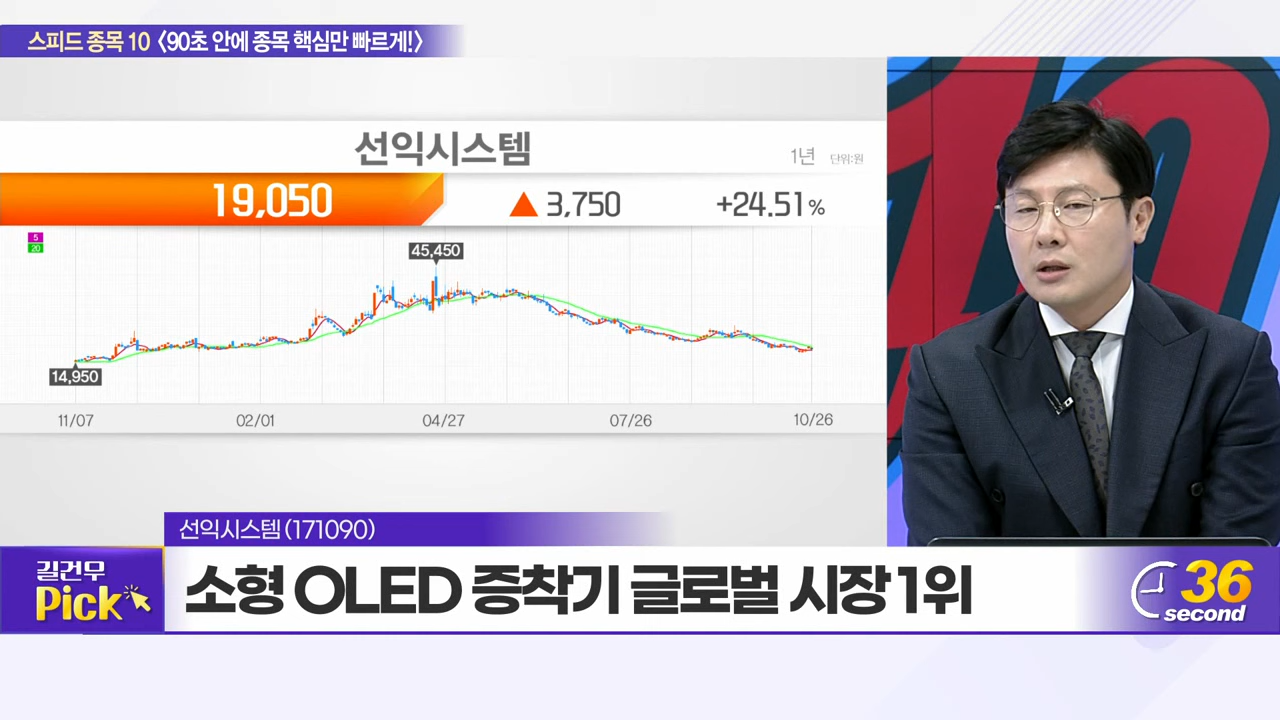 스피드 종목 10 〈90초 안에 종목 핵심만 빠르게!〉
선익시스템
1년 단위:원
19,050 ▲ 3,750 +24.51%
5
20
45,450
14,950
11/07 02/01 04/27 07/26 10/26
선익시스템(171090)
길건무
Pick
소형 OLED 증착기 글로벌 시장 1위
36
second